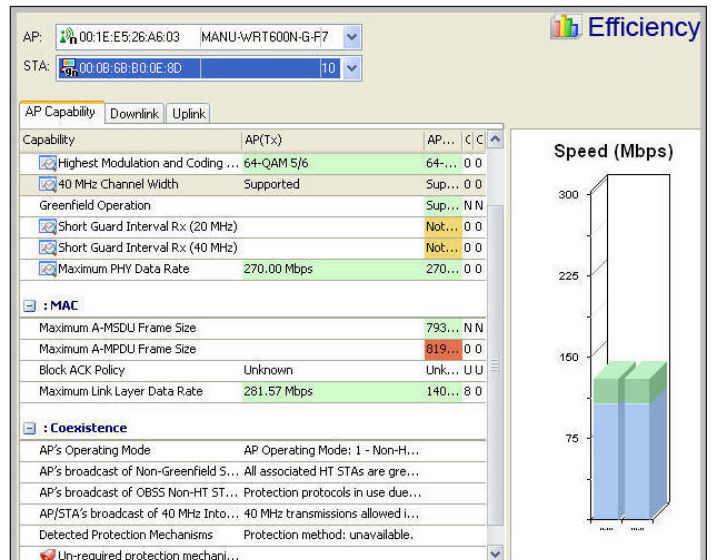 Efficiency
AP: 00:1E:E5:26:A6:03 MANU-WRT600N-G-F7
STA: gn 00:0B:6B:B0:0E:8D 10
AP Capability Downlink Uplink
Capability AP(Tx) AP... C C
Highest Modulation and Coding ... 64-QAM 5/6 64-... 0 0
40 MHz Channel Width Supported Sup... 0 0
Greenfield Operation Sup... N N
Short Guard Interval Rx (20 MHz) Not... 0 0
Short Guard Interval Rx (40 MHz) Not... 0 0
Maximum PHY Data Rate 270.00 Mbps 270... 0 0
: MAC
Maximum A-MSDU Frame Size 793... N N
Maximum A-MPDU Frame Size 819... 0 0
Block ACK Policy Unknown Unk... U U
Maximum Link Layer Data Rate 281.57 Mbps 140... 8 0
: Coexistence
AP's Operating Mode AP Operating Mode: 1 - Non-H...
AP's broadcast of Non-Greenfield S... All associated HT STAs are gre...
AP's broadcast of OBSS Non-HT ST... Protection protocols in use due...
AP/STA's broadcast of 40 MHz Into... 40 MHz transmissions allowed i...
Detected Protection Mechanisms Protection method: unavailable.
Un-required protection mechani...
Speed (Mbps)
300
225
150
75